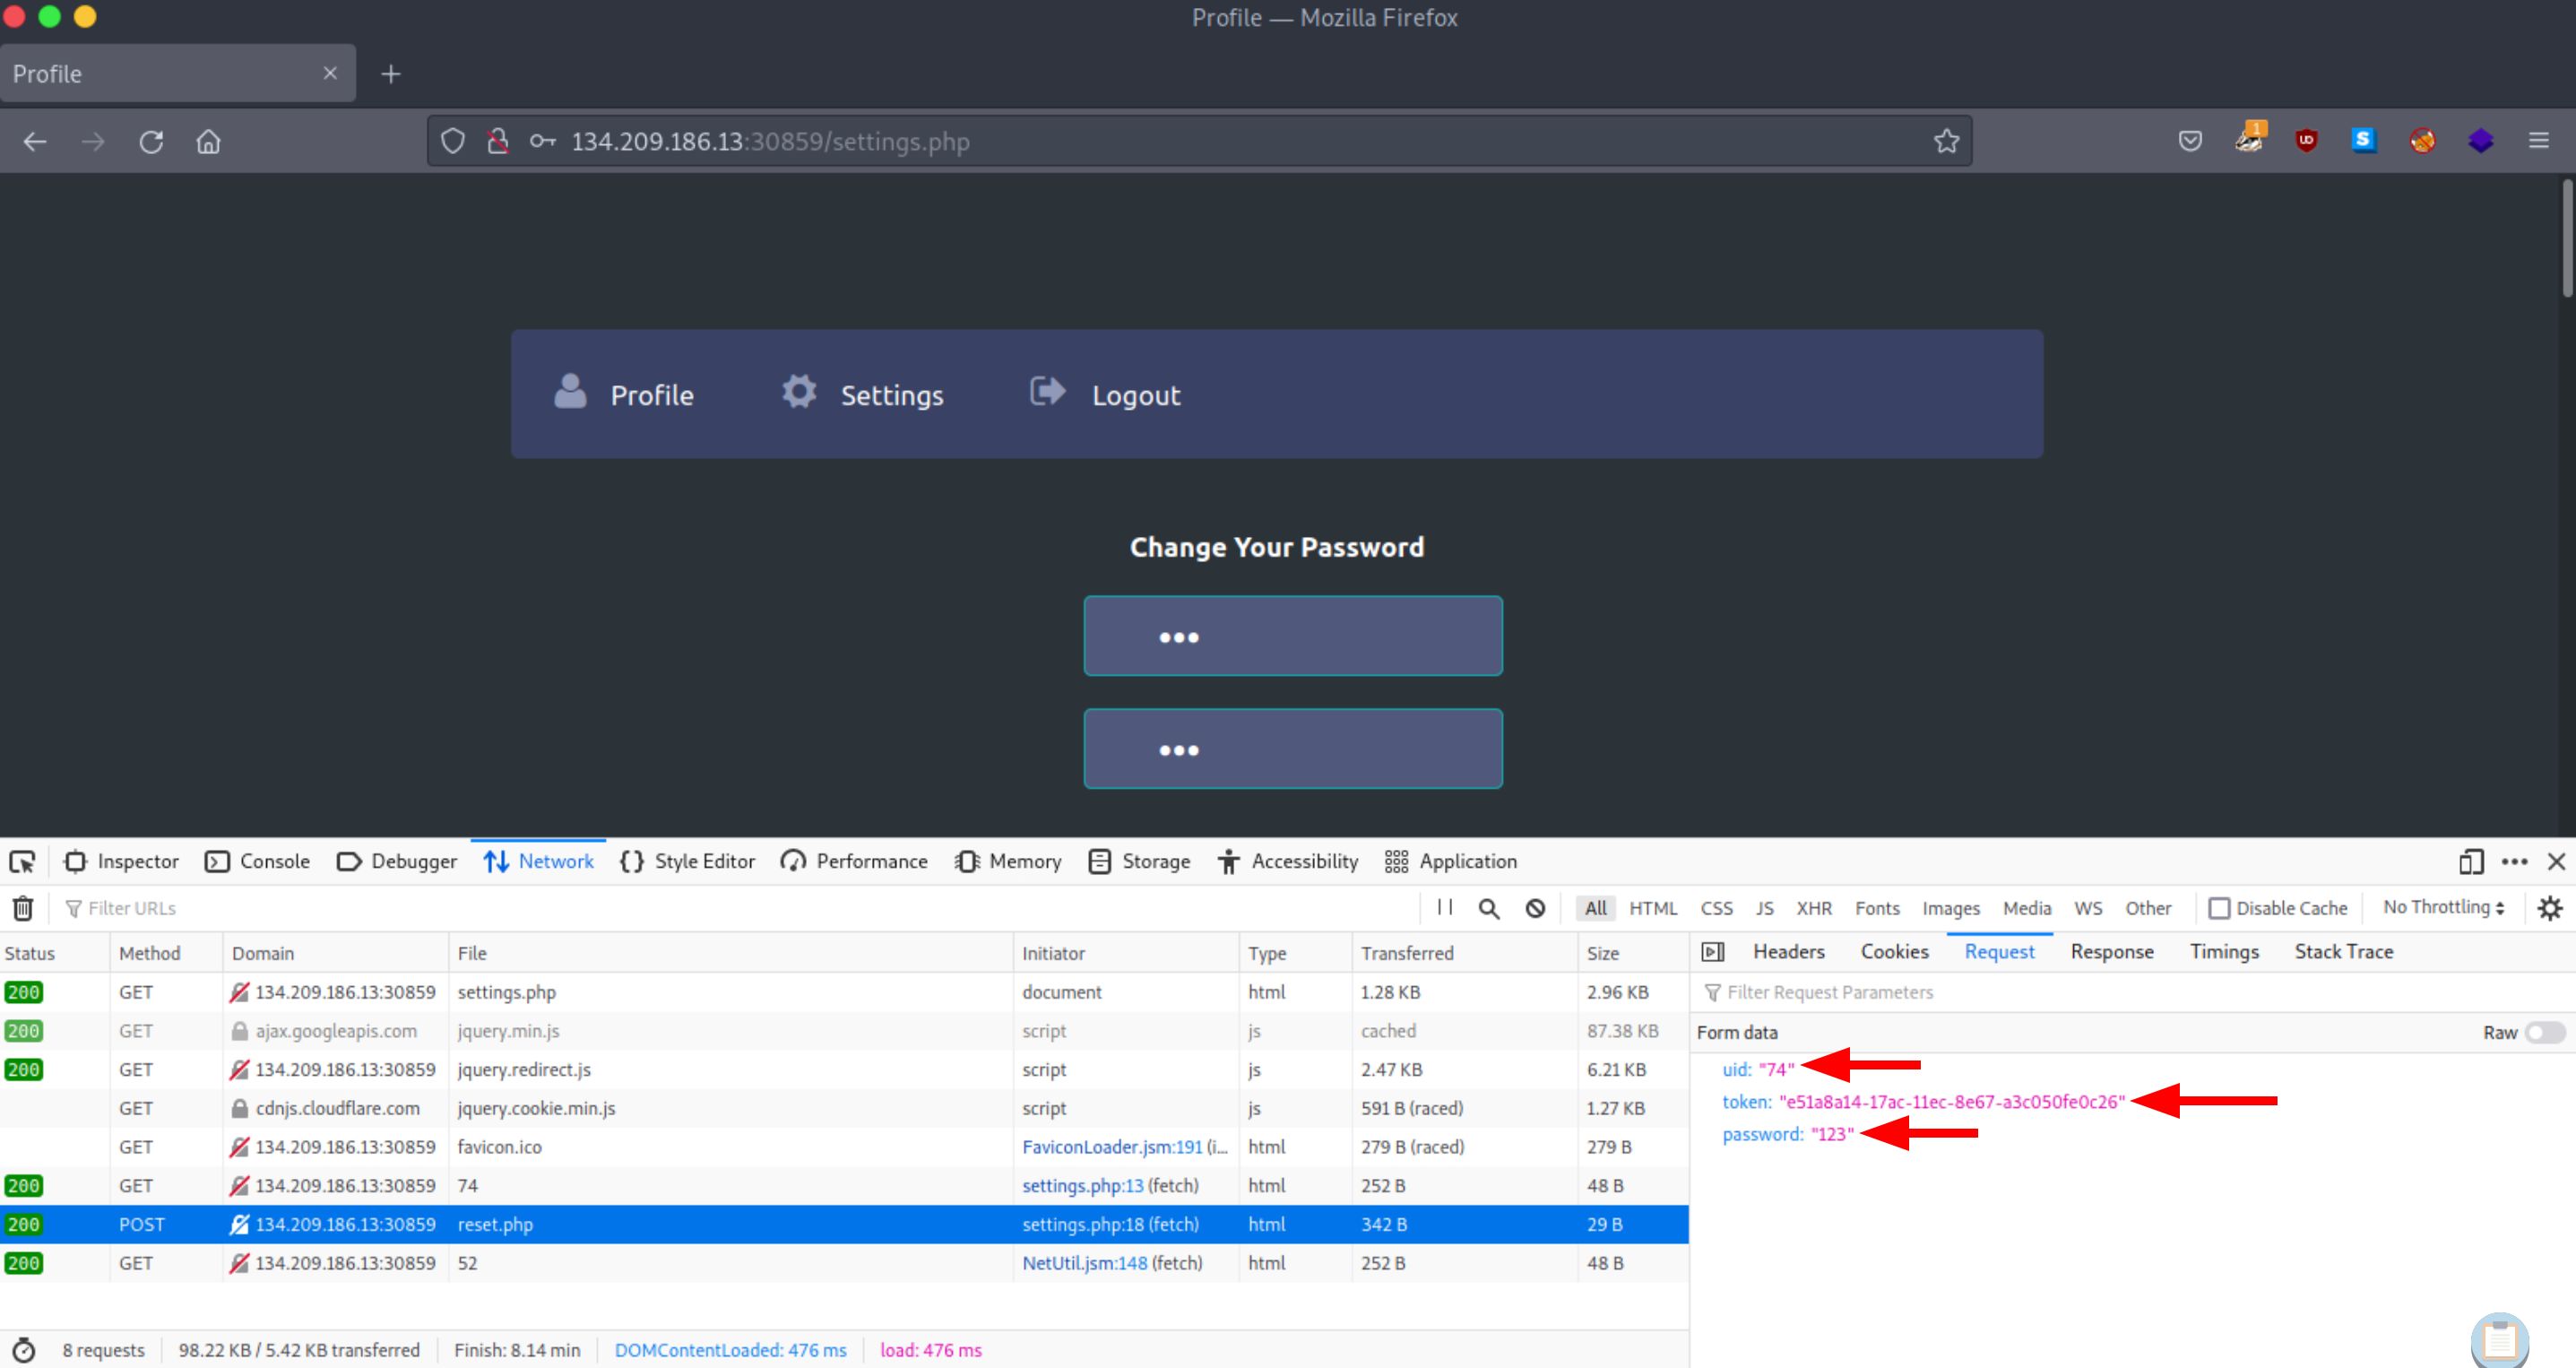 Profile — Mozilla Firefox
Profile
134.209.186.13:30859/settings.php
1
UD
S
Profile Settings Logout
Change Your Password
•••
•••
Inspector Console Debugger Network Style Editor Performance Memory Storage Accessibility Application
Filter URLs All HTML CSS JS XHR Fonts Images Media WS Other Disable Cache No Throttling
Status Method Domain File Initiator Type Transferred Size
200 GET 134.209.186.13:30859 settings.php document html 1.28 KB 2.96 KB
200 GET ajax.googleapis.com jquery.min.js script js cached 87.38 KB
200 GET 134.209.186.13:30859 jquery.redirect.js script js 2.47 KB 6.21 KB
GET cdnjs.cloudflare.com jquery.cookie.min.js script js 591 B (raced) 1.27 KB
GET 134.209.186.13:30859 favicon.ico FaviconLoader.jsm:191 (i... html 279 B (raced) 279 B
200 GET 134.209.186.13:30859 74 settings.php:13 (fetch) html 252 B 48 B
200 POST 134.209.186.13:30859 reset.php settings.php:18 (fetch) html 342 B 29 B
200 GET 134.209.186.13:30859 52 NetUtil.jsm:148 (fetch) html 252 B 48 B
Headers Cookies Request Response Timings Stack Trace
Filter Request Parameters
Form data Raw
uid: "74"
token: "e51a8a14-17ac-11ec-8e67-a3c050fe0c26"
password: "123"
8 requests 98.22 KB / 5.42 KB transferred Finish: 8.14 min DOMContentLoaded: 476 ms load: 476 ms